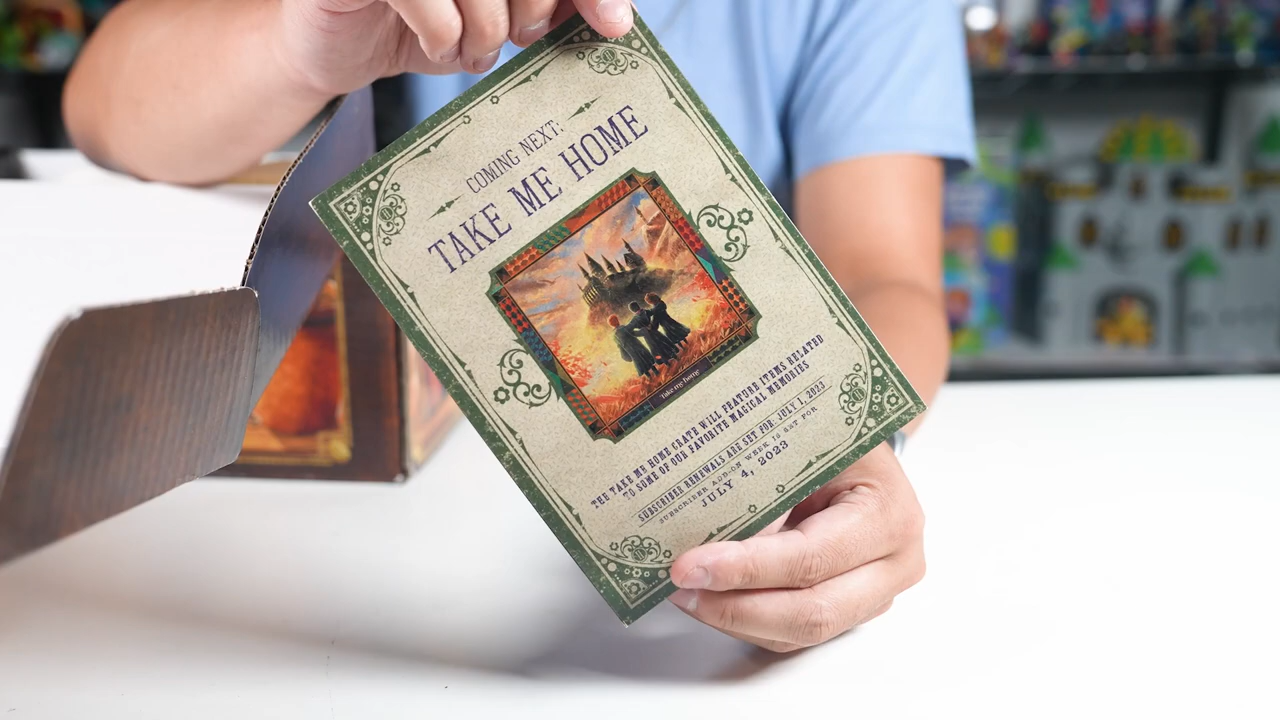 COMING NEXT:
TAKE ME HOME
Take me home
THE TAKE ME HOME CRATE WILL FEATURE ITEMS RELATED
TO SOME OF OUR FAVORITE MAGICAL MEMORIES
SUBSCRIBER RENEWALS ARE SET FOR: JULY 1, 2023
SUBSCRIBER ADD-ON WEEK IS SET FOR
JULY 4, 2023